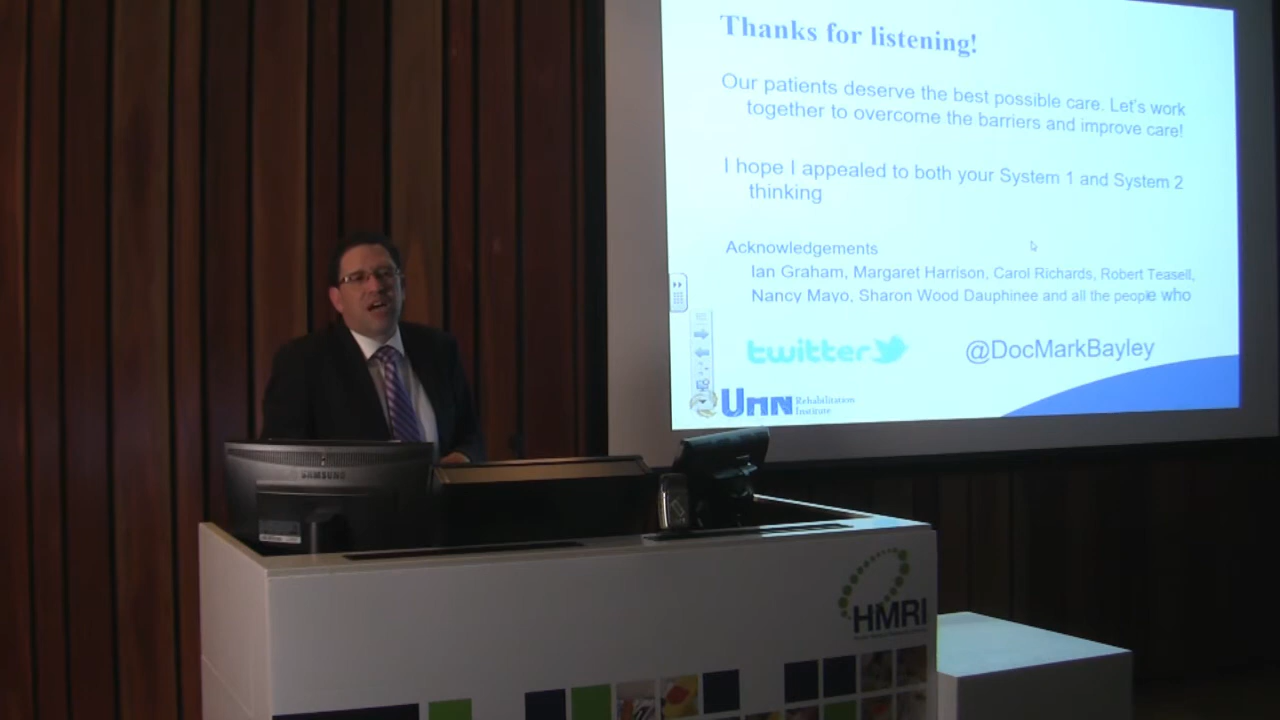 Thanks for listening!
Our patients deserve the best possible care. Let's work
together to overcome the barriers and improve care!
I hope I appealed to both your System 1 and System 2
thinking
Acknowledgements
Ian Graham, Margaret Harrison, Carol Richards, Robert Teasell,
Nancy Mayo, Sharon Wood Dauphinee and all the people who
twitter
@DocMarkBayley
Rehabilitation
Institute
SAMSUNG
HMRI